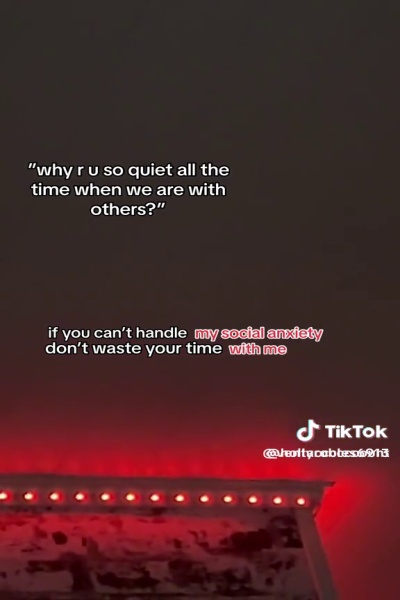 "why r u so quiet all the
time when we are with
others?"
if you can't handle my social anxiety
don't waste your time with me
TikTok